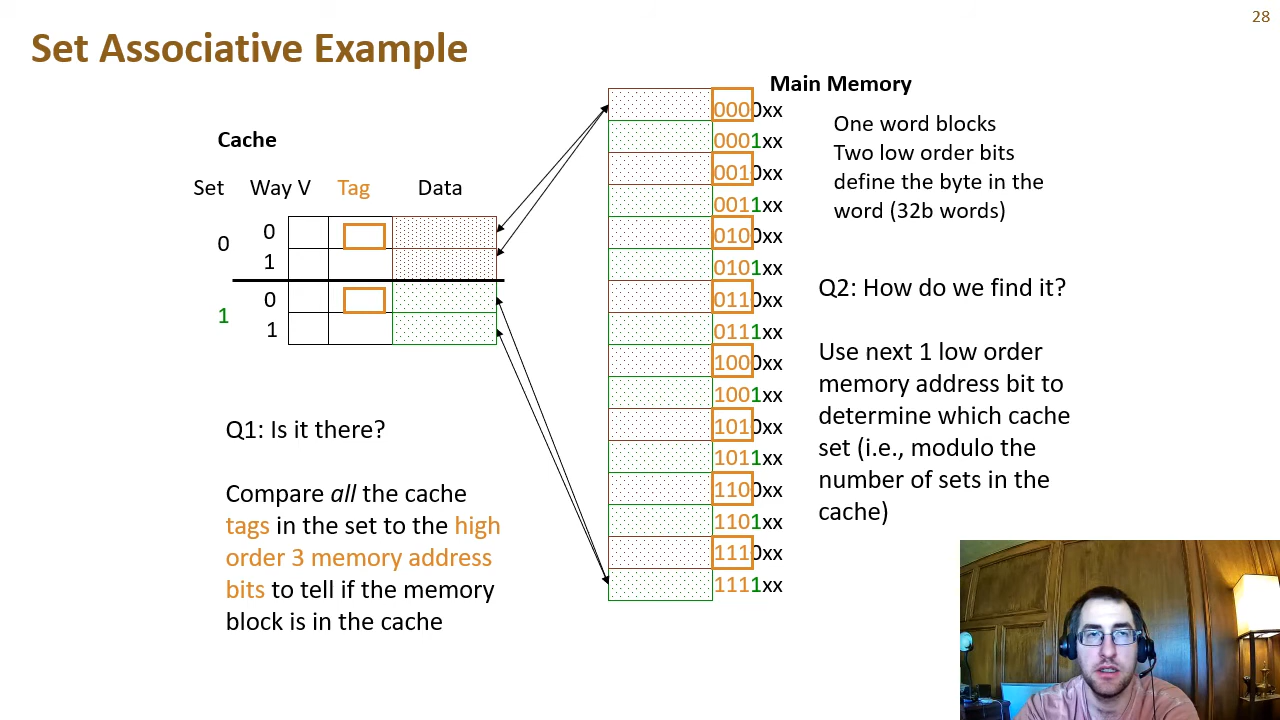 28
Set Associative Example
Main Memory
Cache
Set Way V Tag Data
0
0
1
1
0
1
0000xx
0001xx
0010xx
0011xx
0100xx
0101xx
0110xx
0111xx
1000xx
1001xx
1010xx
1011xx
1100xx
1101xx
1110xx
1111xx
One word blocks
Two low order bits
define the byte in the
word (32b words)
Q2: How do we find it?
Use next 1 low order
memory address bit to
determine which cache
set (i.e., modulo the
number of sets in the
cache)
Q1: Is it there?
Compare all the cache
tags in the set to the high
order 3 memory address
bits to tell if the memory
block is in the cache